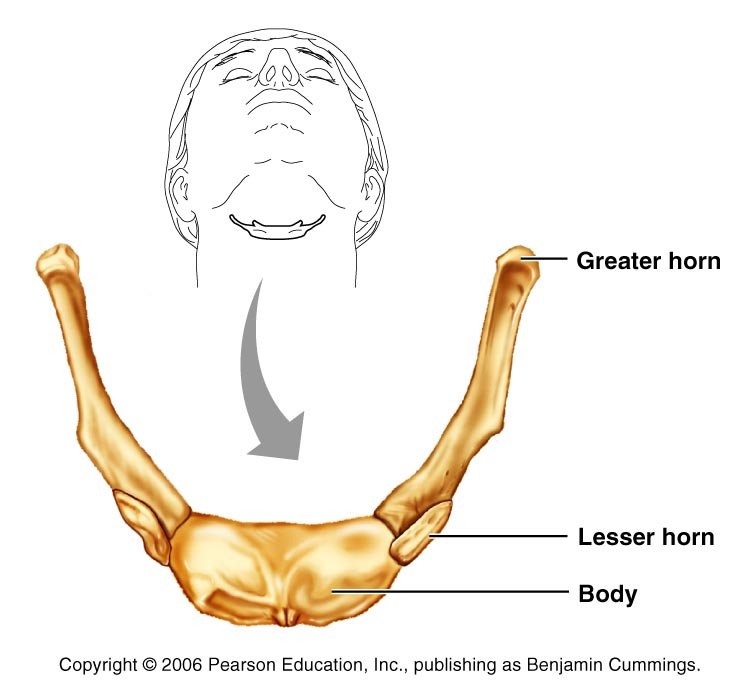 Greater horn
Lesser horn
Body
Copyright © 2006 Pearson Education, Inc., publishing as Benjamin Cummings.